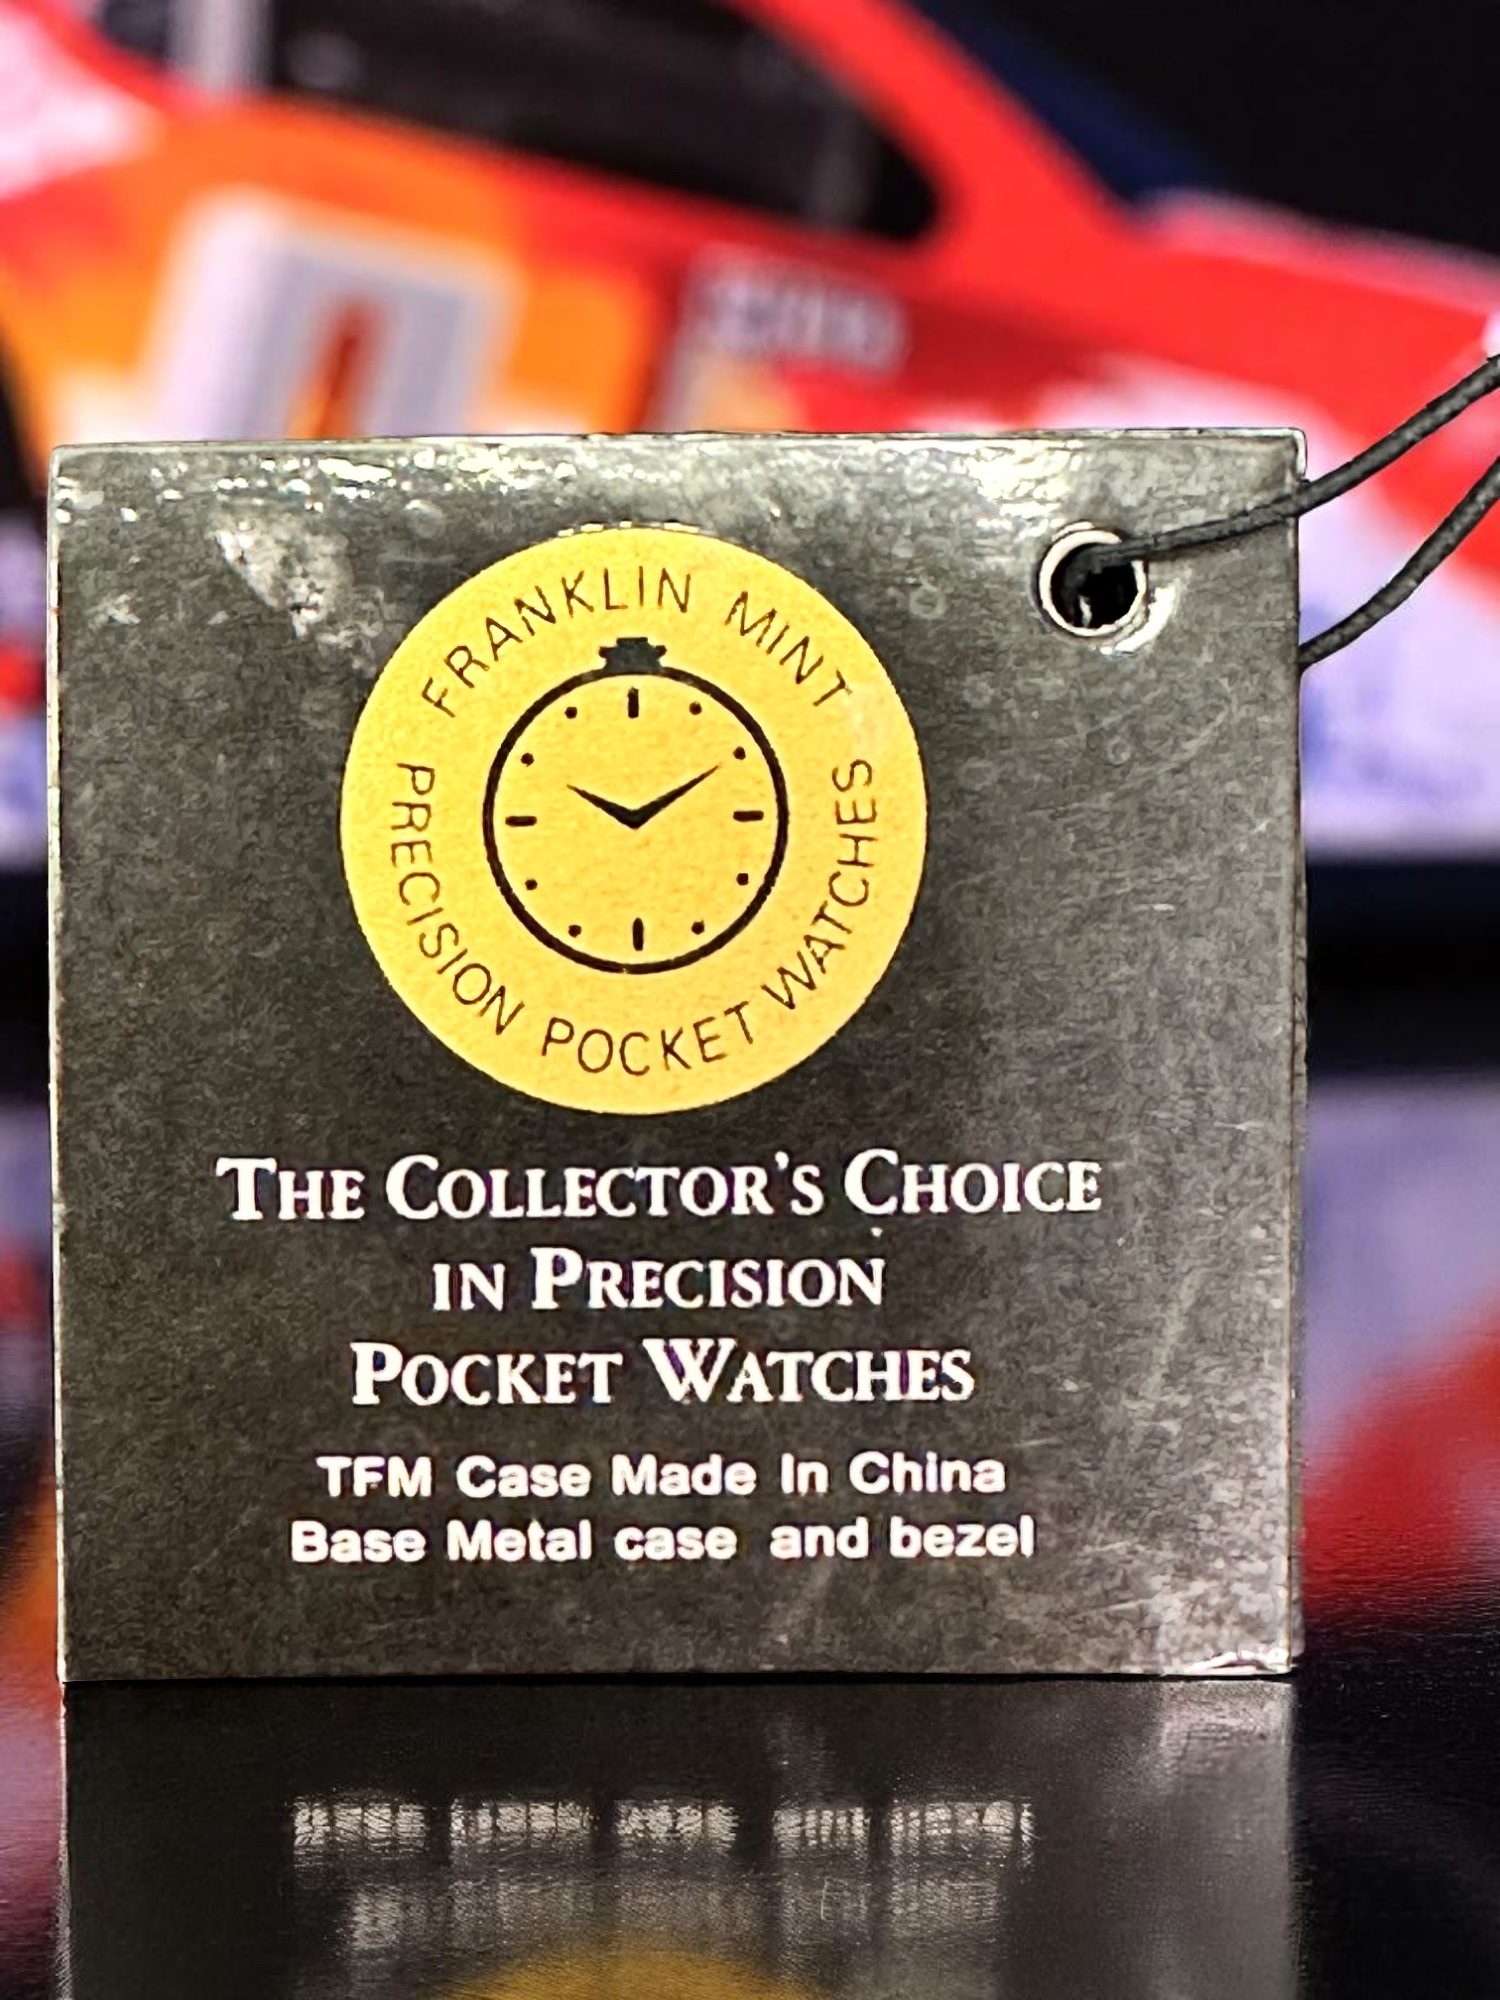 FRANKLIN MINT
PRECISION POCKET WATCHES
THE COLLECTOR'S CHOICE
IN PRECISION
POCKET WATCHES
TFM Case Made In China
Base Metal case and bezel